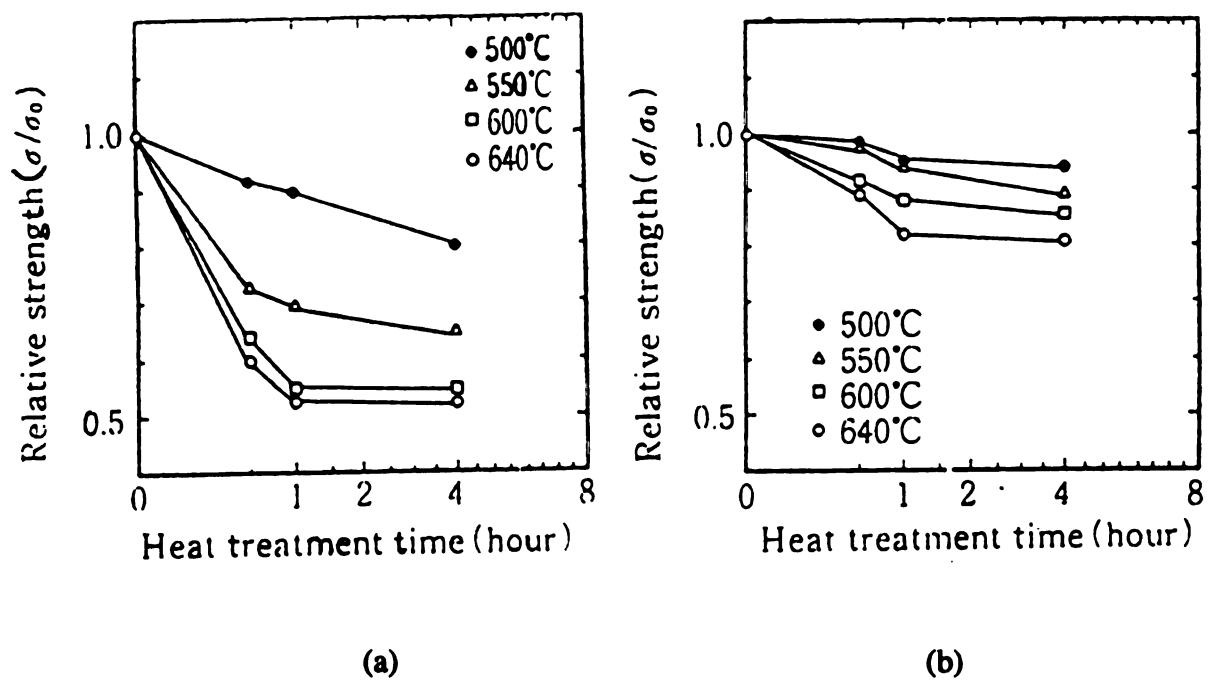 500°C
550°C
600°C
640°C
Relative strength(σ/σ₀)
1.0
0.5
0 1 2 4 8
Heat treatment time (hour)
(a)
Relative strength(σ/σ₀)
1.0
0.5
500°C
550°C
600°C
640°C
0 1 2 4 8
Heat treatment time (hour)
(b)